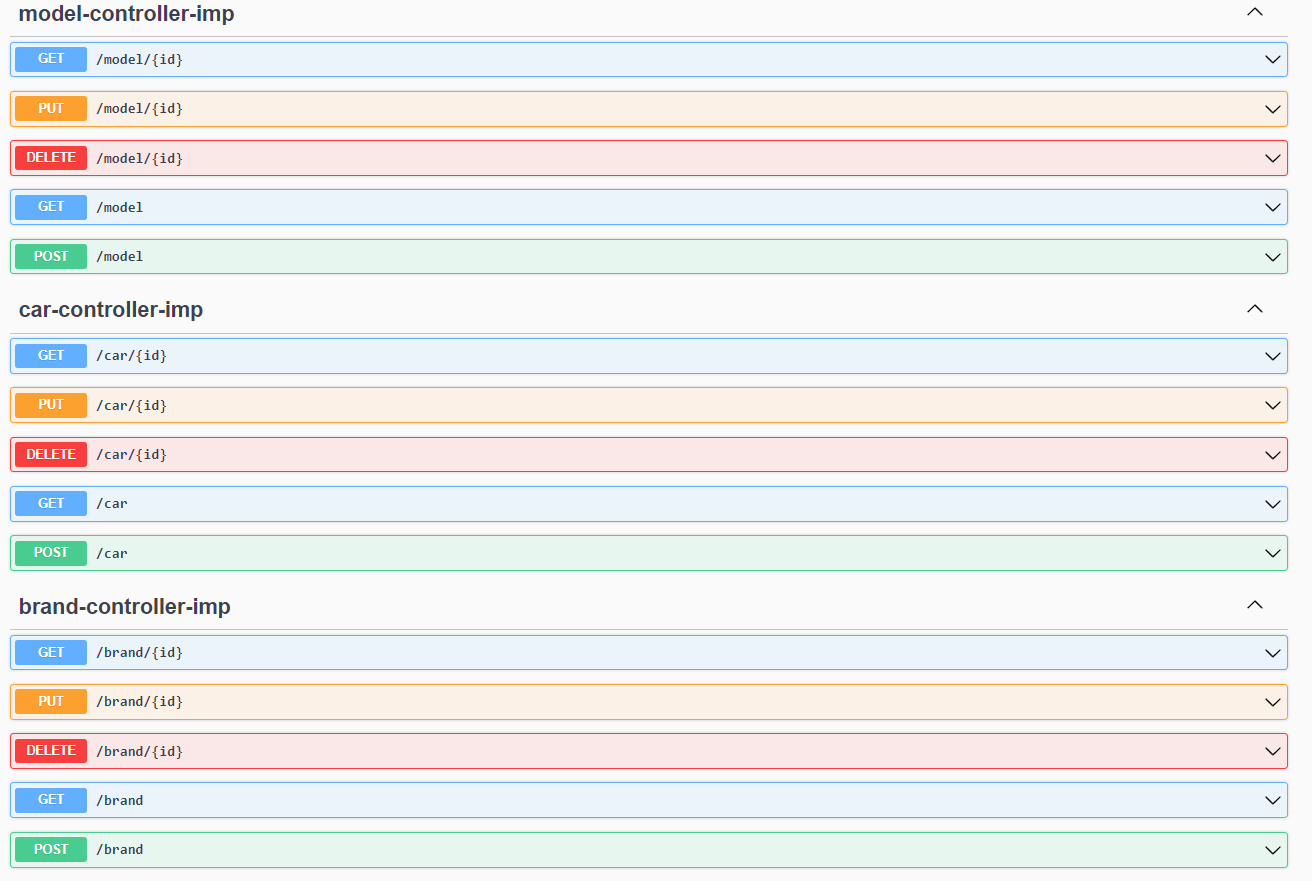 model-controller-imp
GET /model/{id}
PUT /model/{id}
DELETE /model/{id}
GET /model
POST /model
car-controller-imp
GET /car/{id}
PUT /car/{id}
DELETE /car/{id}
GET /car
POST /car
brand-controller-imp
GET /brand/{id}
PUT /brand/{id}
DELETE /brand/{id}
GET /brand
POST /brand